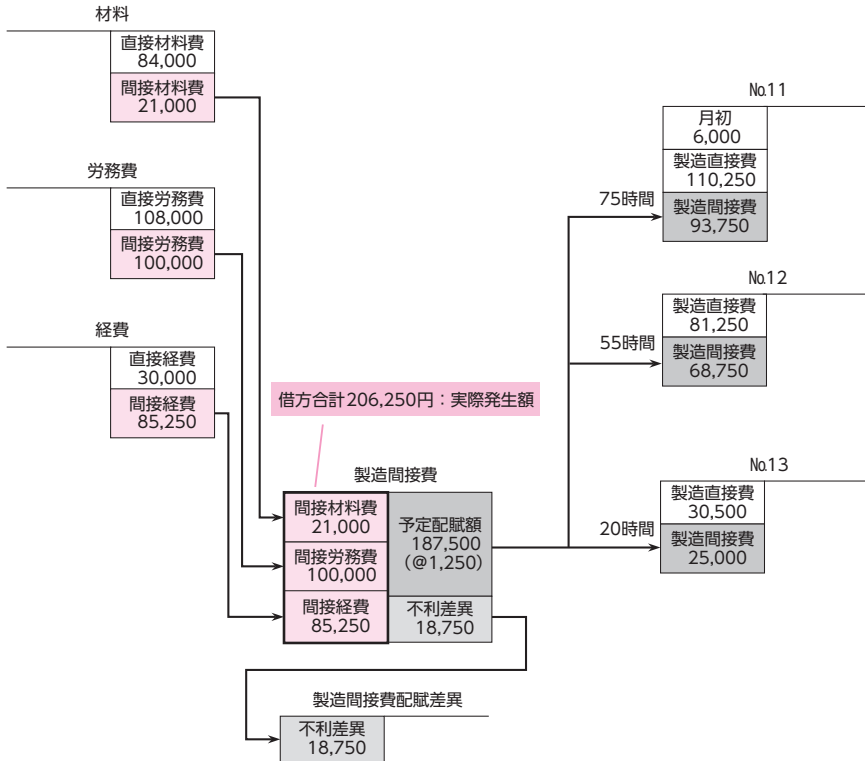 材料
直接材料費
84,000
間接材料費
21,000
労務費
直接労務費
108,000
間接労務費
100,000
経費
直接経費
30,000
間接経費
85,250
借方合計206,250円：実際発生額
製造間接費
間接材料費
21,000
間接労務費
100,000
間接経費
85,250
予定配賦額
187,500
（@1,250）
不利差異
18,750
製造間接費配賦差異
不利差異
18,750
75時間
№11
月初
6,000
製造直接費
110,250
製造間接費
93,750
55時間
№12
製造直接費
81,250
製造間接費
68,750
20時間
№13
製造直接費
30,500
製造間接費
25,000